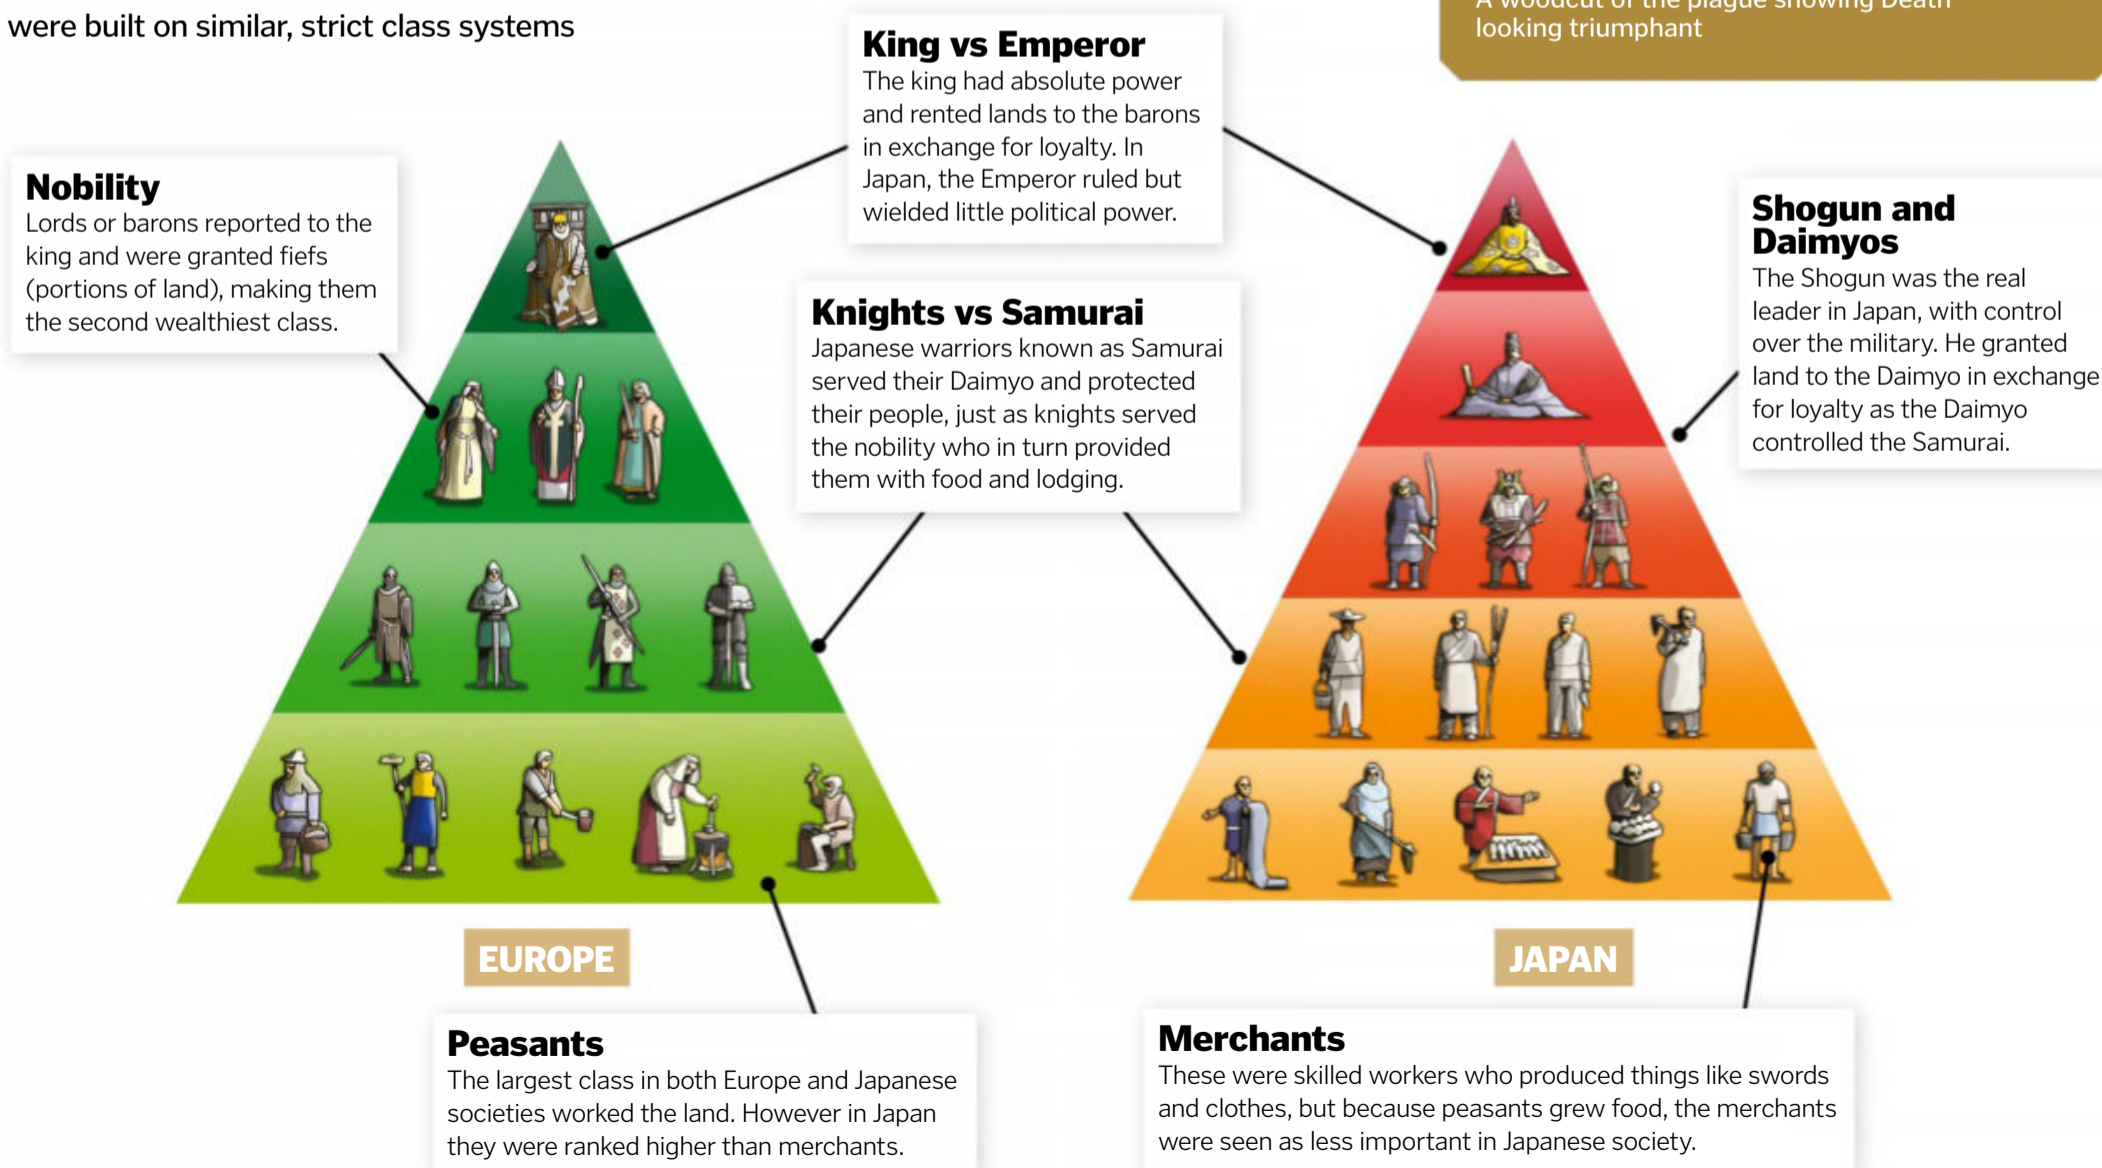 were built on similar, strict class systems
A woodcut of the plague showing Death
looking triumphant
King vs Emperor
The king had absolute power
and rented lands to the barons
in exchange for loyalty. In
Japan, the Emperor ruled but
wielded little political power.
Nobility
Lords or barons reported to the
king and were granted fiefs
(portions of land), making them
the second wealthiest class.
Shogun and
Daimyos
The Shogun was the real
leader in Japan, with control
over the military. He granted
land to the Daimyo in exchange
for loyalty as the Daimyo
controlled the Samurai.
Knights vs Samurai
Japanese warriors known as Samurai
served their Daimyo and protected
their people, just as knights served
the nobility who in turn provided
them with food and lodging.
EUROPE
JAPAN
Peasants
The largest class in both Europe and Japanese
societies worked the land. However in Japan
they were ranked higher than merchants.
Merchants
These were skilled workers who produced things like swords
and clothes, but because peasants grew food, the merchants
were seen as less important in Japanese society.